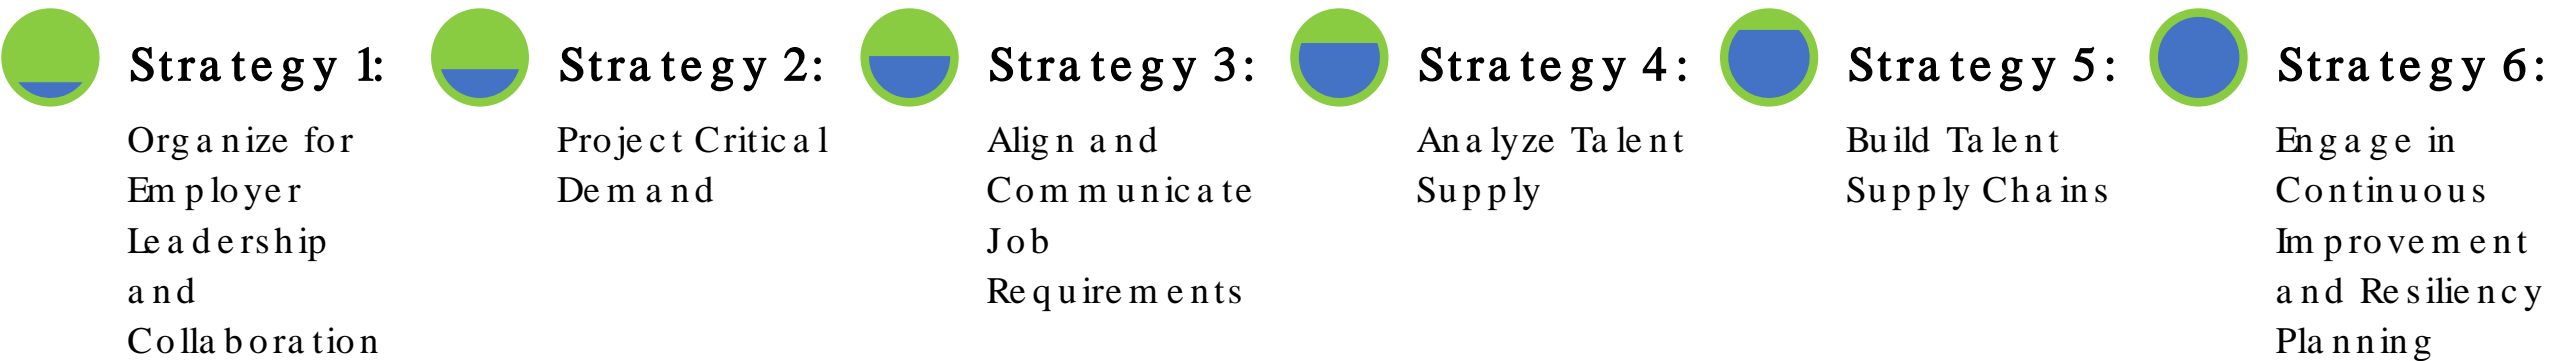 Strategy 1:
Organize for
Employer
Leadership
and
Collaboration
Strategy 2:
Project Critical
Demand
Strategy 3:
Align and
Communicate
Job
Requirements
Strategy 4:
Analyze Talent
Supply
Strategy 5:
Build Talent
Supply Chains
Strategy 6:
Engage in
Continuous
Improvement
and Resiliency
Planning